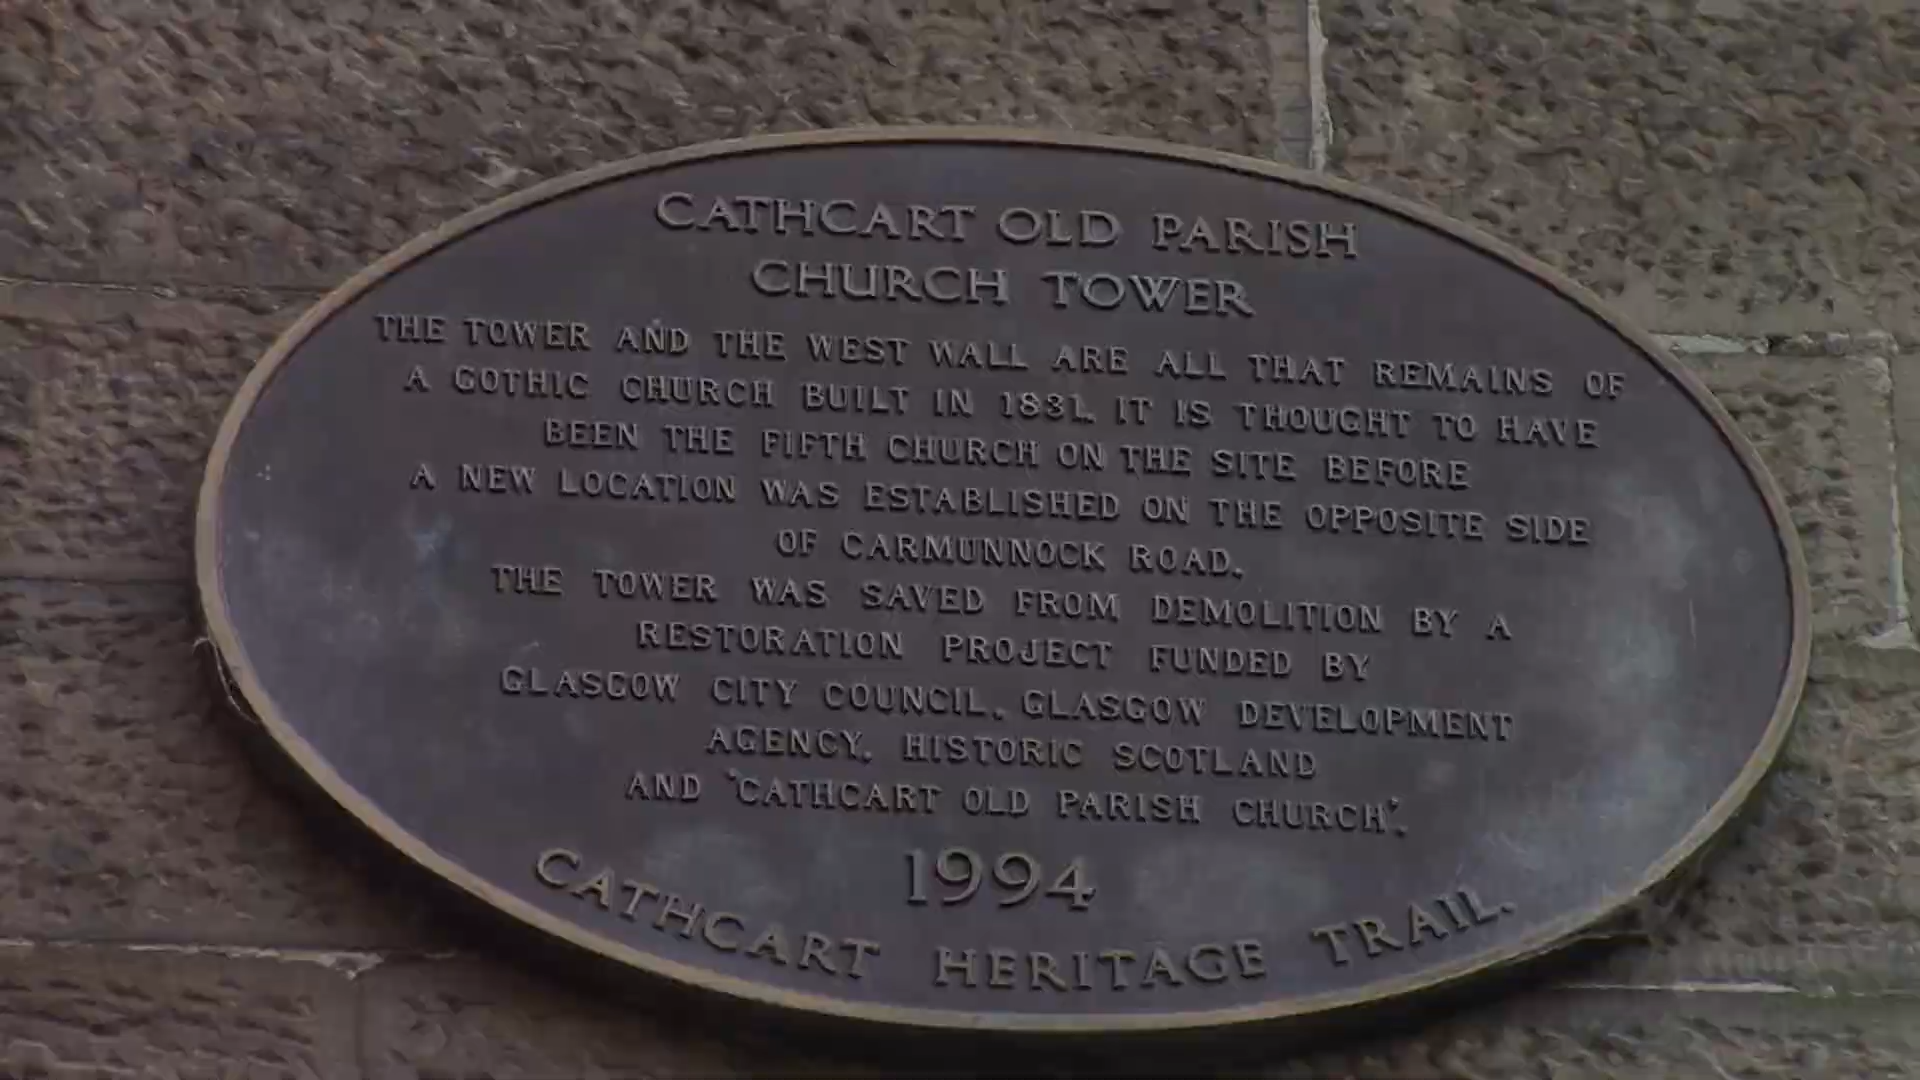 CATHCART OLD PARISH
CHURCH TOWER
THE TOWER AND THE WEST WALL ARE ALL THAT REMAINS OF
A GOTHIC CHURCH BUILT IN 1831. IT IS THOUGHT TO HAVE
BEEN THE FIFTH CHURCH ON THE SITE BEFORE
A NEW LOCATION WAS ESTABLISHED ON THE OPPOSITE SIDE
OF CARMUNNOCK ROAD.
THE TOWER WAS SAVED FROM DEMOLITION BY A
RESTORATION PROJECT FUNDED BY
GLASGOW CITY COUNCIL, GLASGOW DEVELOPMENT
AGENCY, HISTORIC SCOTLAND
AND 'CATHCART OLD PARISH CHURCH'.
1994
CATHCART HERITAGE TRAIL.